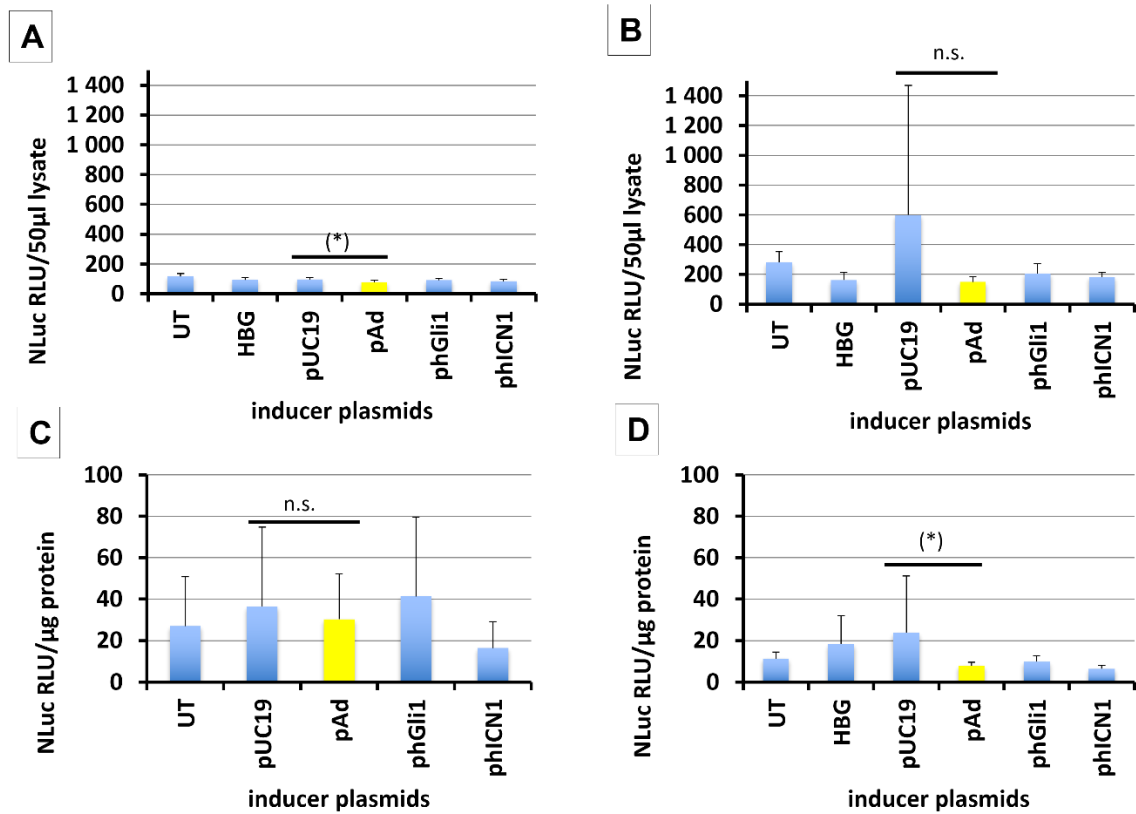 A
NLuc RLU/50µl lysate
1 400
1 200
1 000
800
600
400
200
0
(*)
UT
HBG
pUC19
pAd
phGli1
phICN1
inducer plasmids
B
NLuc RLU/50µl lysate
1 400
1 200
1 000
800
600
400
200
0
n.s.
UT
HBG
pUC19
pAd
phGli1
phICN1
inducer plasmids
C
NLuc RLU/µg protein
100
80
60
40
20
0
n.s.
UT
pUC19
pAd
phGli1
phICN1
inducer plasmids
D
NLuc RLU/µg protein
100
80
60
40
20
0
(*)
UT
HBG
pUC19
pAd
phGli1
phICN1
inducer plasmids